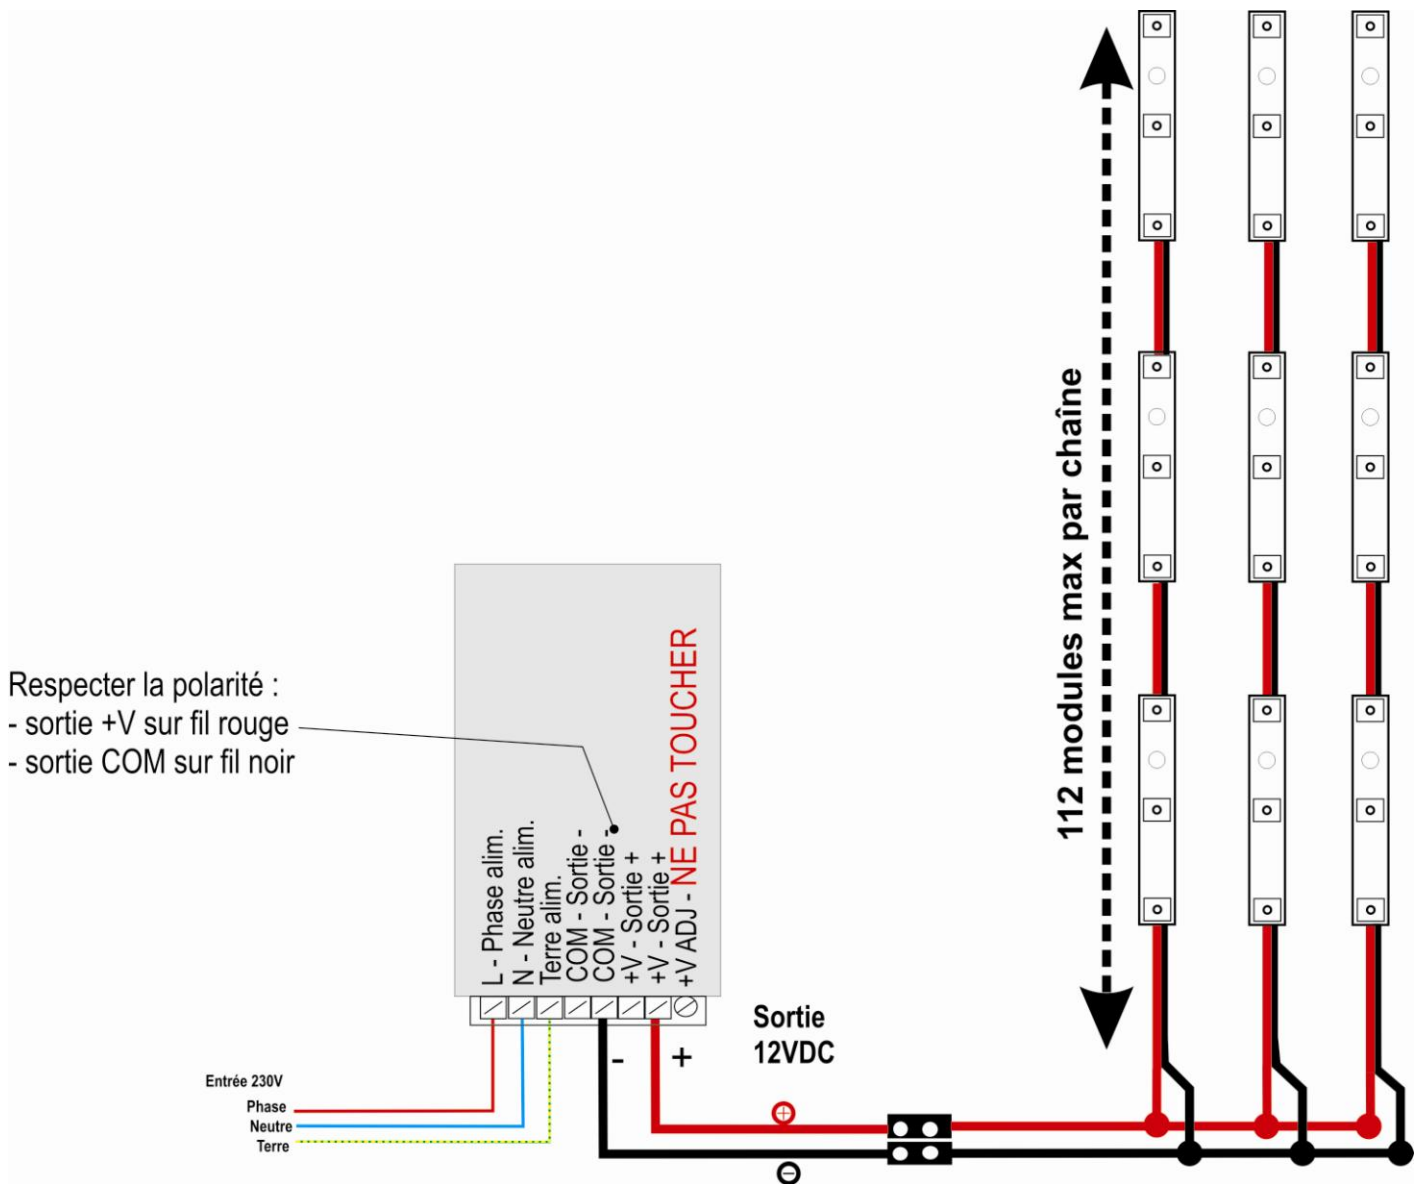 112 modules max par chaîne
Respecter la polarité :
- sortie +V sur fil rouge
- sortie COM sur fil noir
L - Phase alim.
N - Neutre alim.
Terre alim.
COM - Sortie -
COM - Sortie -
+V - Sortie +
+V - Sortie +
+V ADJ - NE PAS TOUCHER
- +
Sortie
12VDC
Entrée 230V
Phase
Neutre
Terre